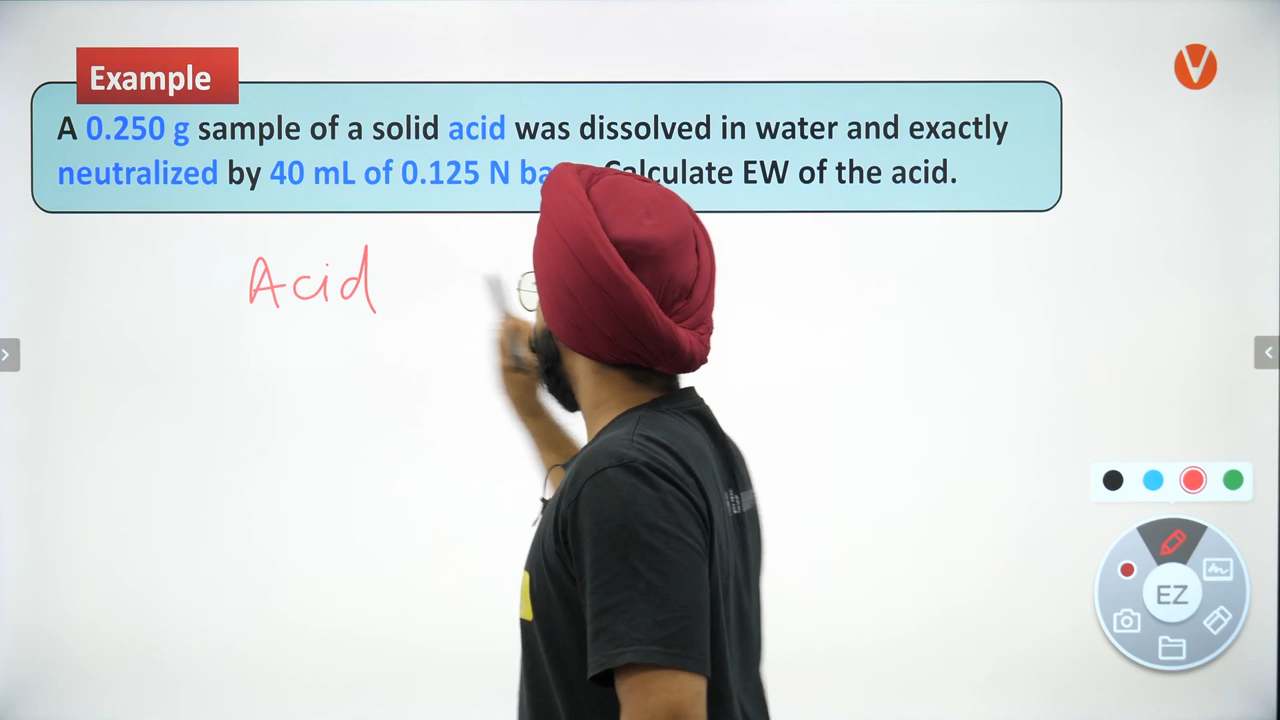 Example
A 0.250 g sample of a solid acid was dissolved in water and exactly
neutralized by 40 mL of 0.125 N Calculate EW of the acid.
Acid
EZ